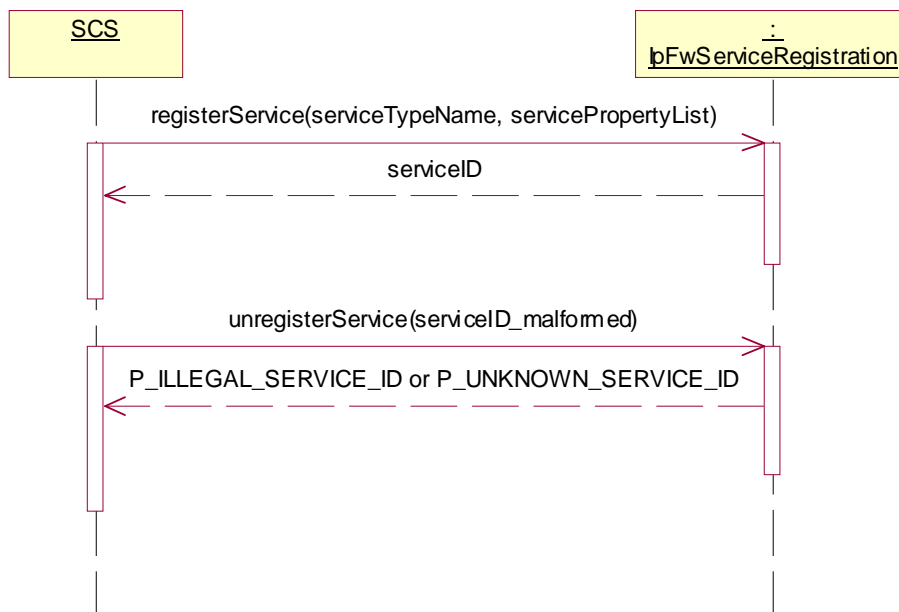 SCS
:
IpFwServiceRegistration
registerService(serviceTypeName, servicePropertyList)
serviceID
unregisterService(serviceID_malformed)
P_ILLEGAL_SERVICE_ID or P_UNKNOWN_SERVICE_ID